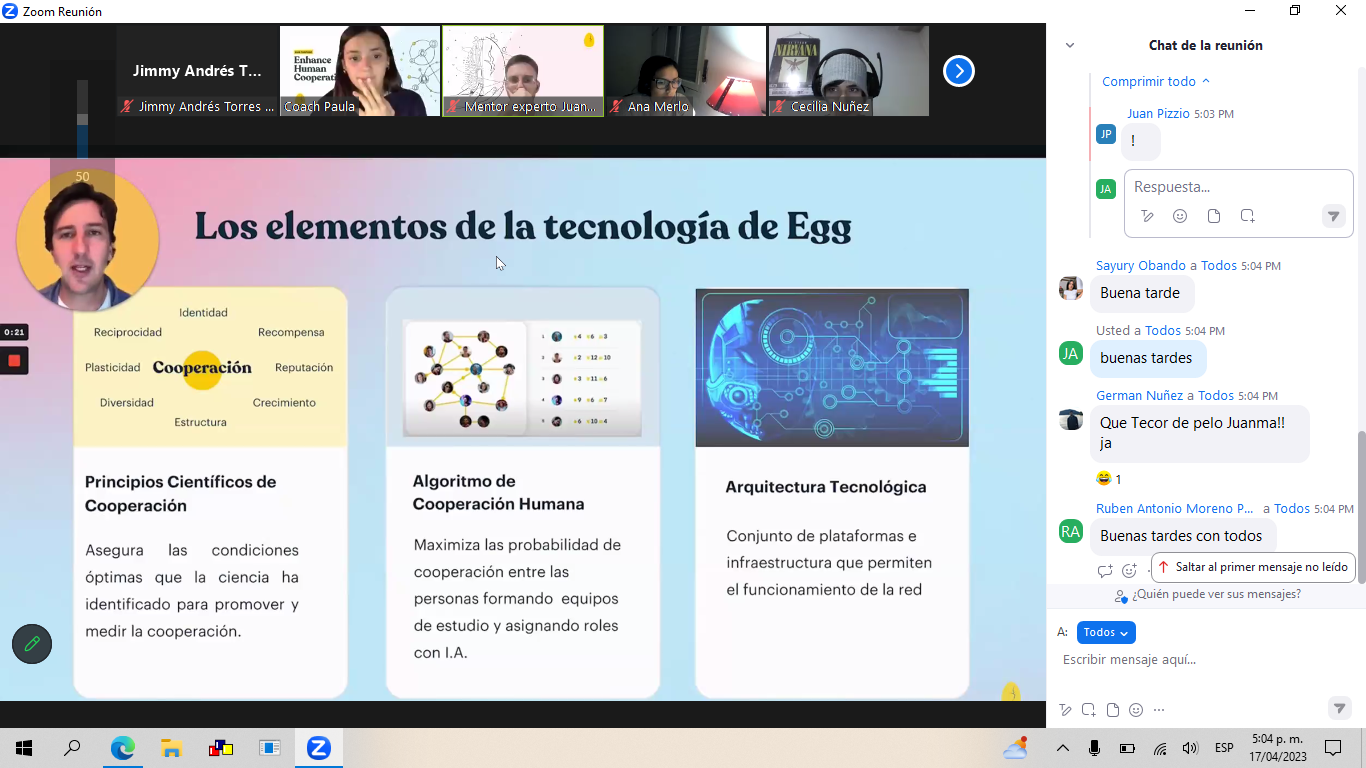 Zoom Reunión
Jimmy Andrés T...
Jimmy Andrés Torres ...
Enhance
Human
Coach Paula
Mentor experto Juan...
Ana Merlo
NIRVANA
Cecilia Nuñez
50
Los elementos de la tecnología de Egg
0:21
Identidad
Reciprocidad
Recompensa
Plasticidad
Cooperación
Reputación
Diversidad
Crecimiento
Estructura
Principios Científicos de
Cooperación
Asegura las condiciones
óptimas que la ciencia ha
identificado para promover y
medir la cooperación.
Algoritmo de
Cooperación Humana
Maximiza las probabilidad de
cooperación entre las
personas formando equipos
de estudio y asignando roles
con I.A.
Arquitectura Tecnológica
Conjunto de plataformas e
infraestructura que permiten
el funcionamiento de la red
Chat de la reunión
Comprimir todo
Juan Pizzio 5:03 PM
JP
!
JA
Respuesta...
Sayury Obando a Todos 5:04 PM
Buena tarde
Usted a Todos 5:04 PM
JA
buenas tardes
German Nuñez a Todos 5:04 PM
Que Tecor de pelo Juanma!!
ja
1
Ruben Antonio Moreno P... a Todos 5:04 PM
RA
Buenas tardes con todos
Saltar al primer mensaje no leído
¿Quién puede ver sus mensajes?
A: Todos
Escribir mensaje aquí...
ESP
5:04 p. m.
17/04/2023